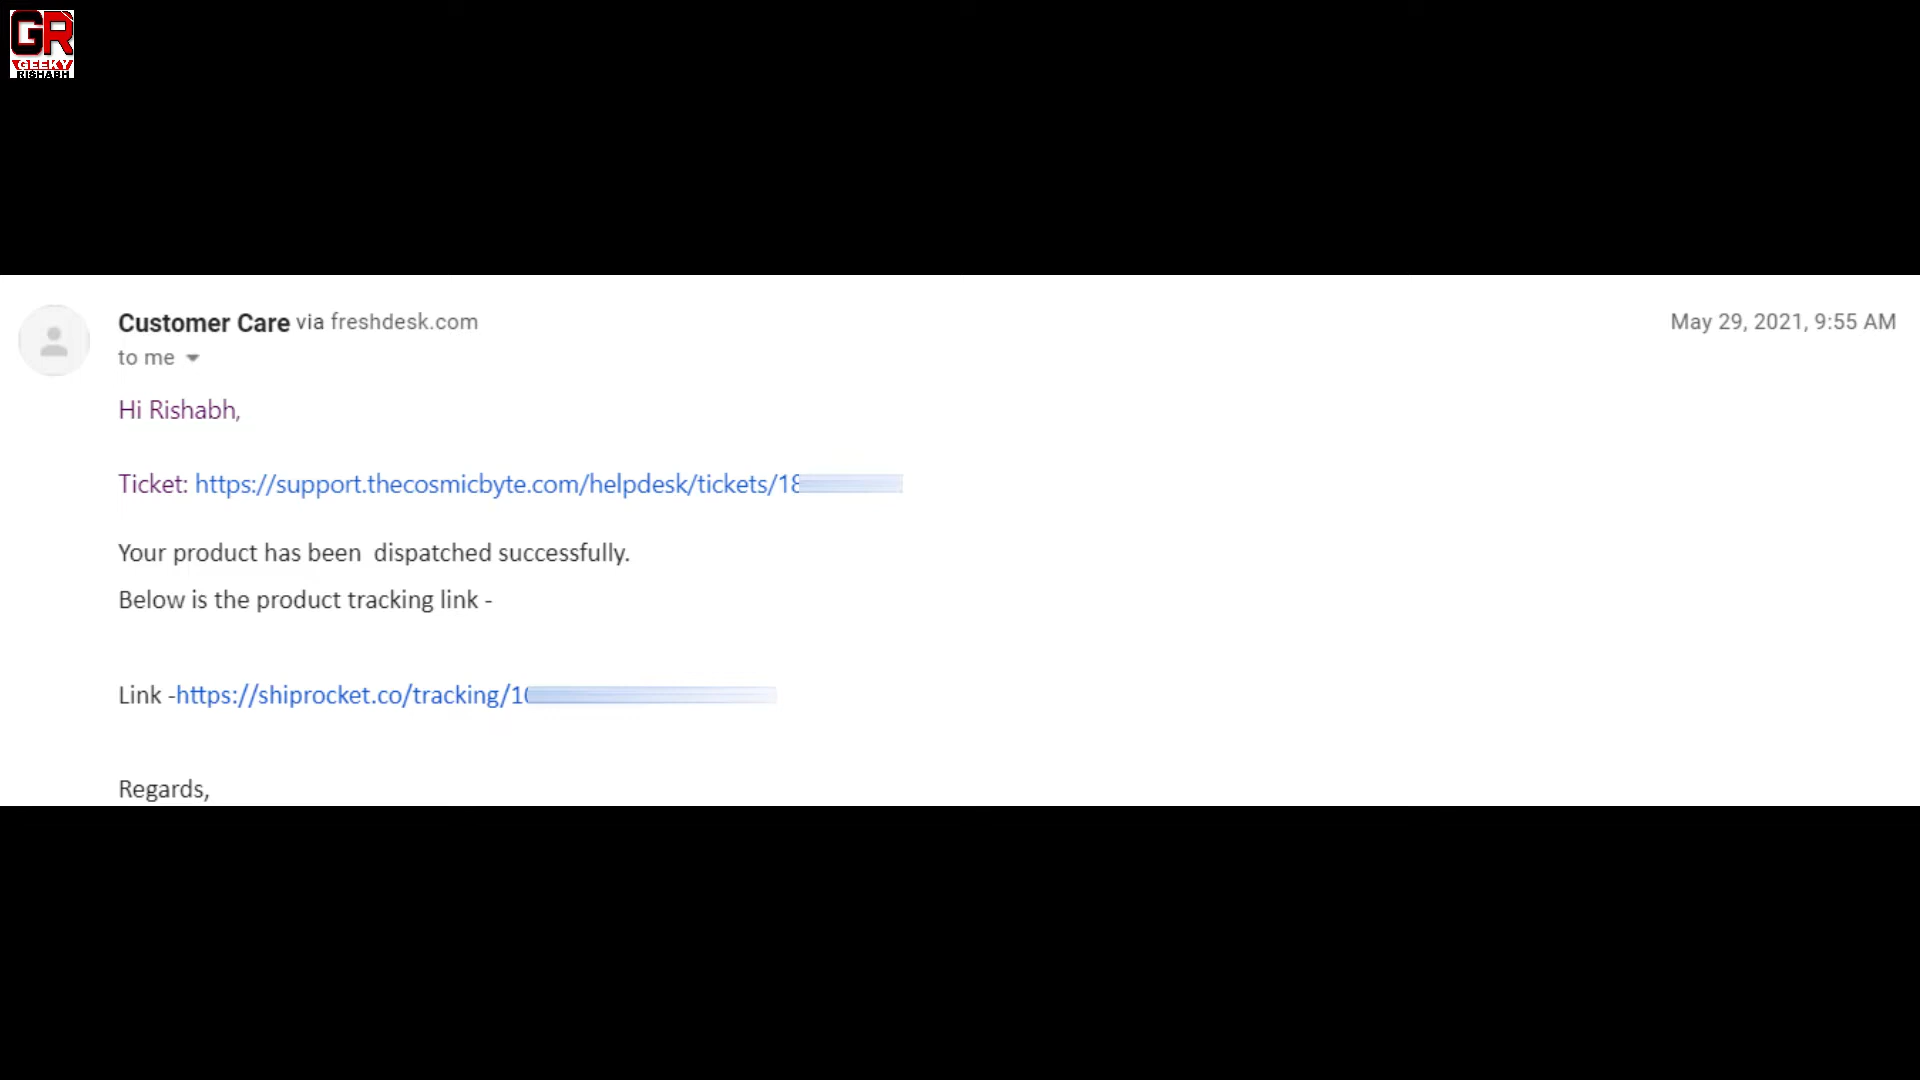 GR
GEEKY
RISHABH
Customer Care via freshdesk.com
May 29, 2021, 9:55 AM
to me
Hi Rishabh,
Ticket: https://support.thecosmicbyte.com/helpdesk/tickets/18
Your product has been  dispatched successfully.
Below is the product tracking link -
Link -https://shiprocket.co/tracking/10
Regards,